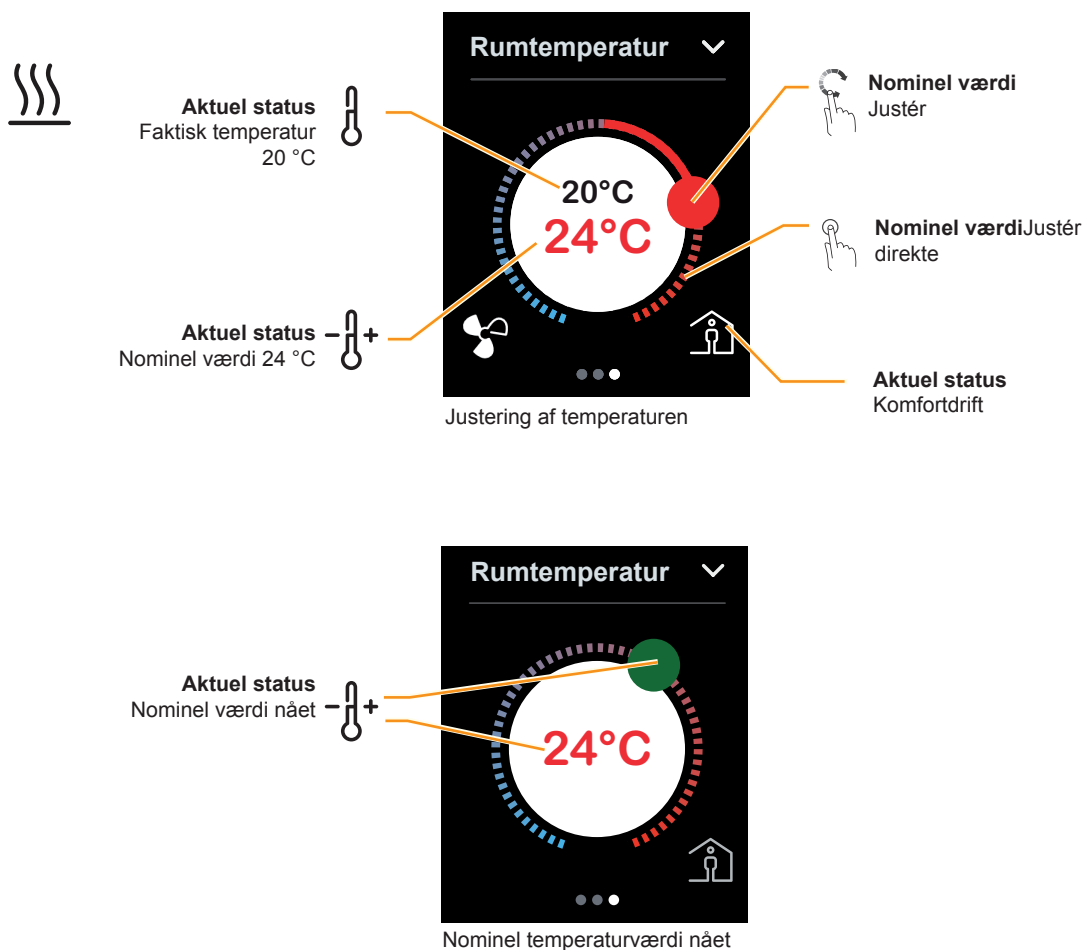 Rumtemperatur
Aktuel status
Faktisk temperatur
20 °C
Nominel værdi
Justér
20°C
24°C
Nominel værdiJustér
direkte
Aktuel status
Nominel værdi 24 °C
Aktuel status
Komfortdrift
Justering af temperaturen
Rumtemperatur
Aktuel status
Nominel værdi nået
24°C
Nominel temperaturværdi nået